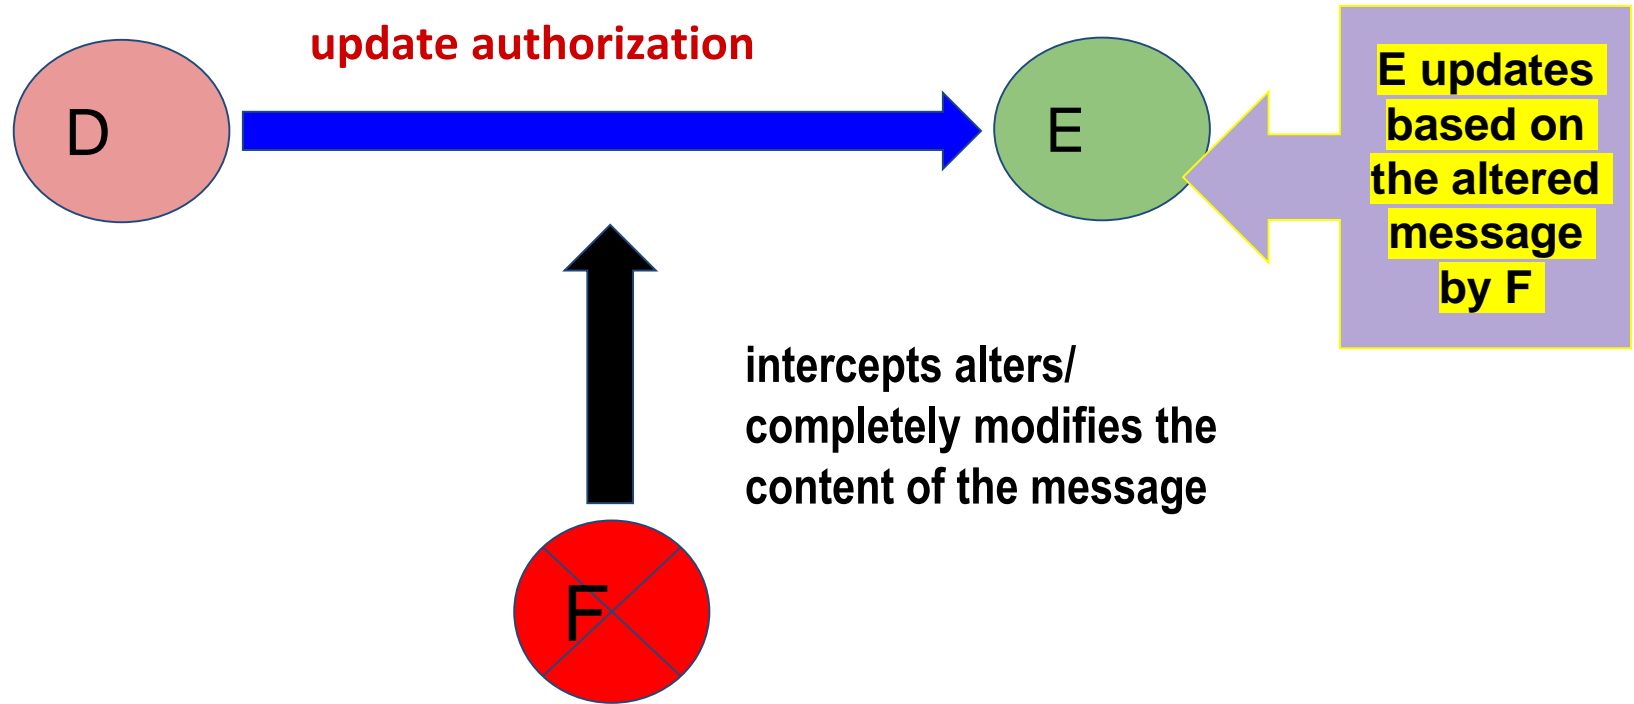 update authorization
D
E
E updates
based on
the altered
message
by F
intercepts alters/
completely modifies the
content of the message
F